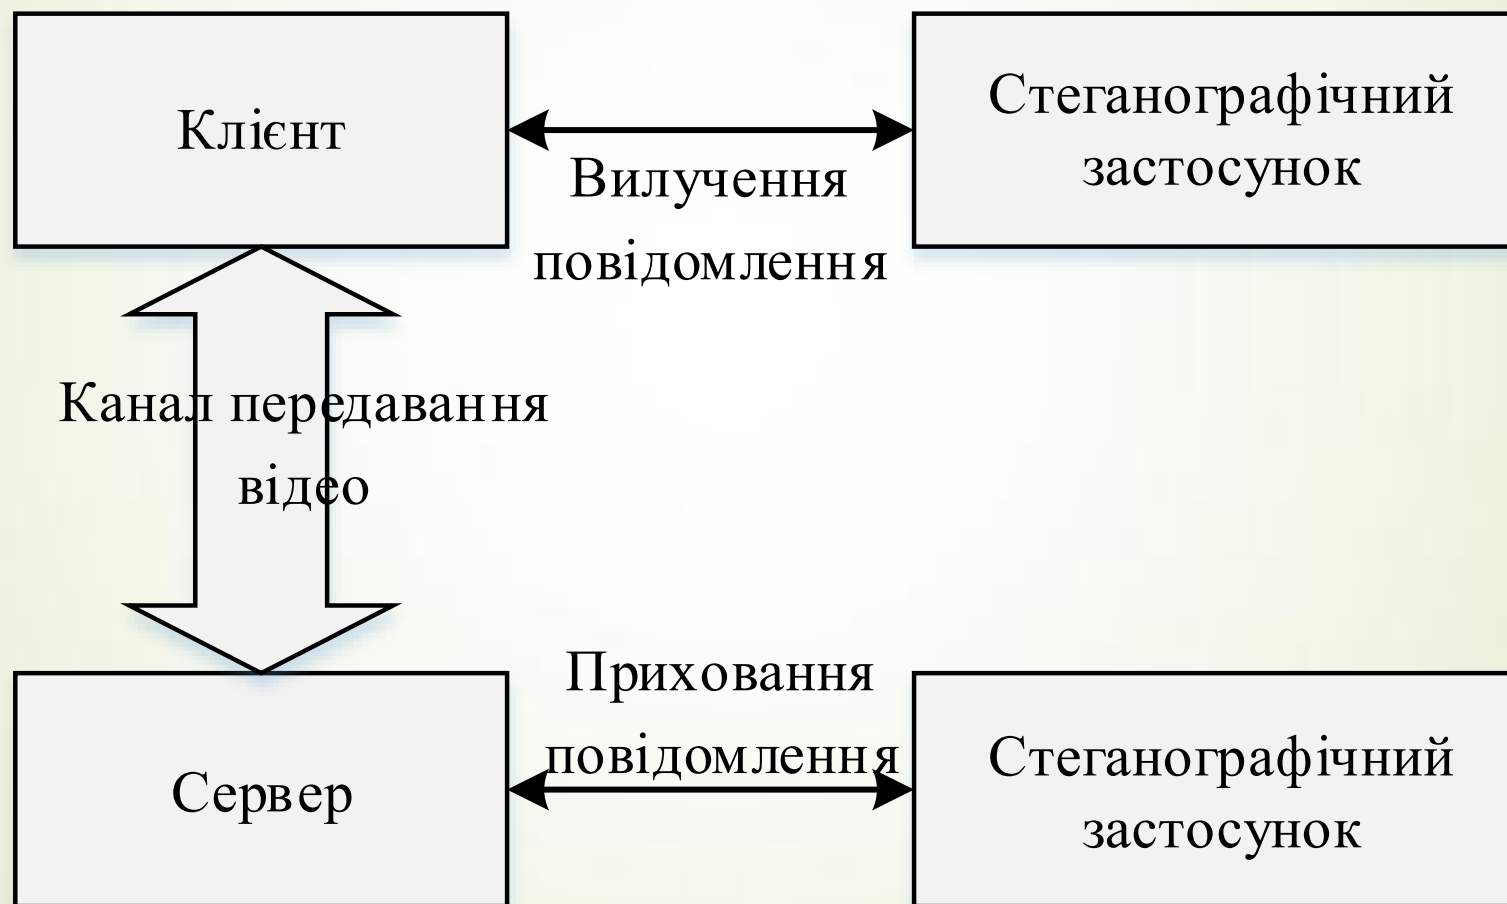 Клієнт
Вилучення
повідомлення
Стеганографічний
застосунок
Канал передавання
відео
Сервер
Приховання
повідомлення
Стеганографічний
застосунок